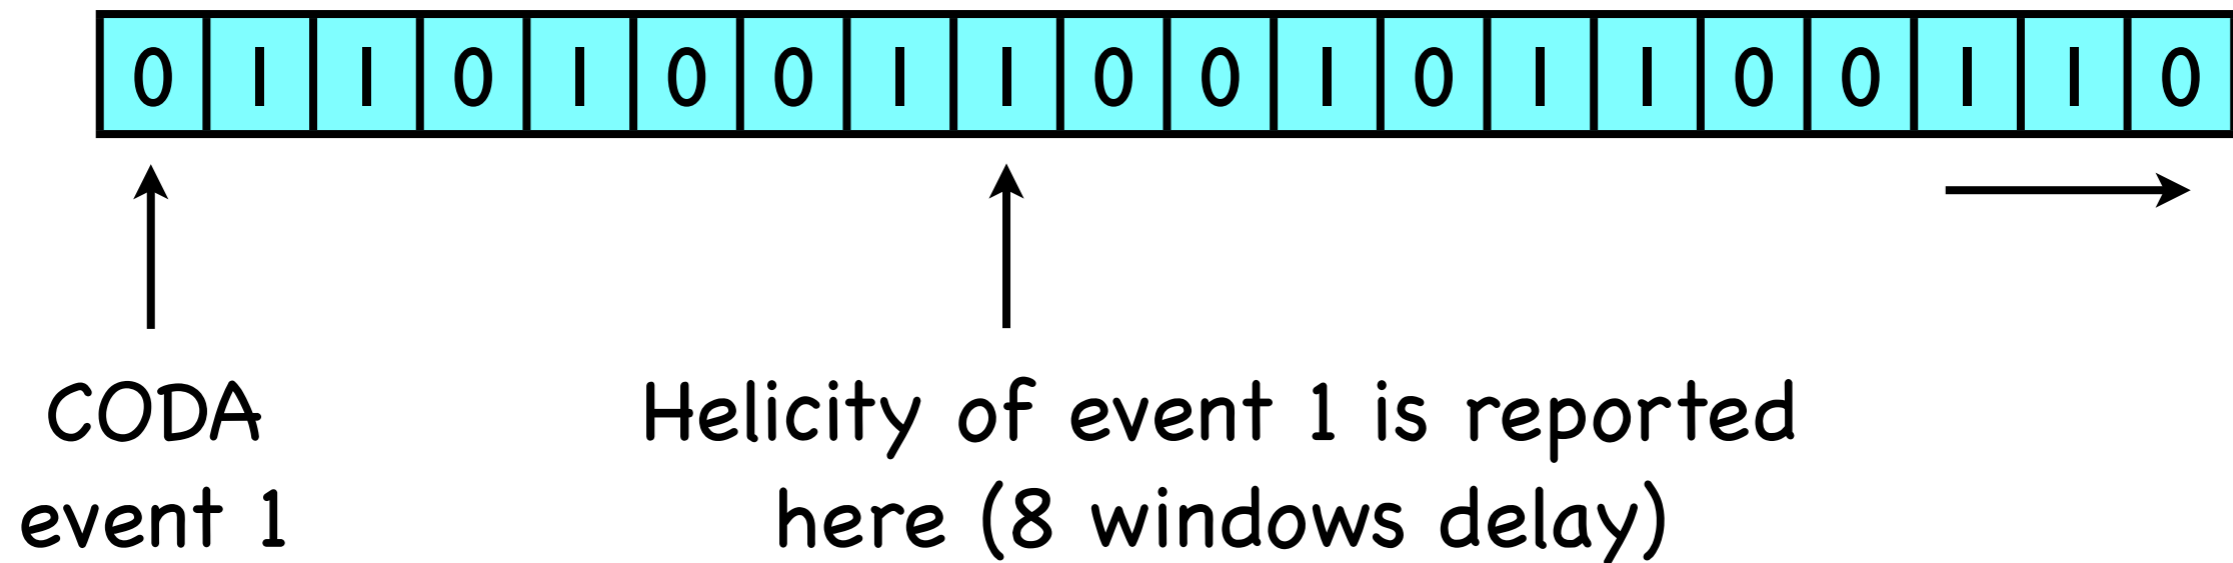 0 1 1 0 1 0 0 1 1 0 0 1 0 1 1 0 0 1 1 0
CODA
event 1
Helicity of event 1 is reported
here (8 windows delay)